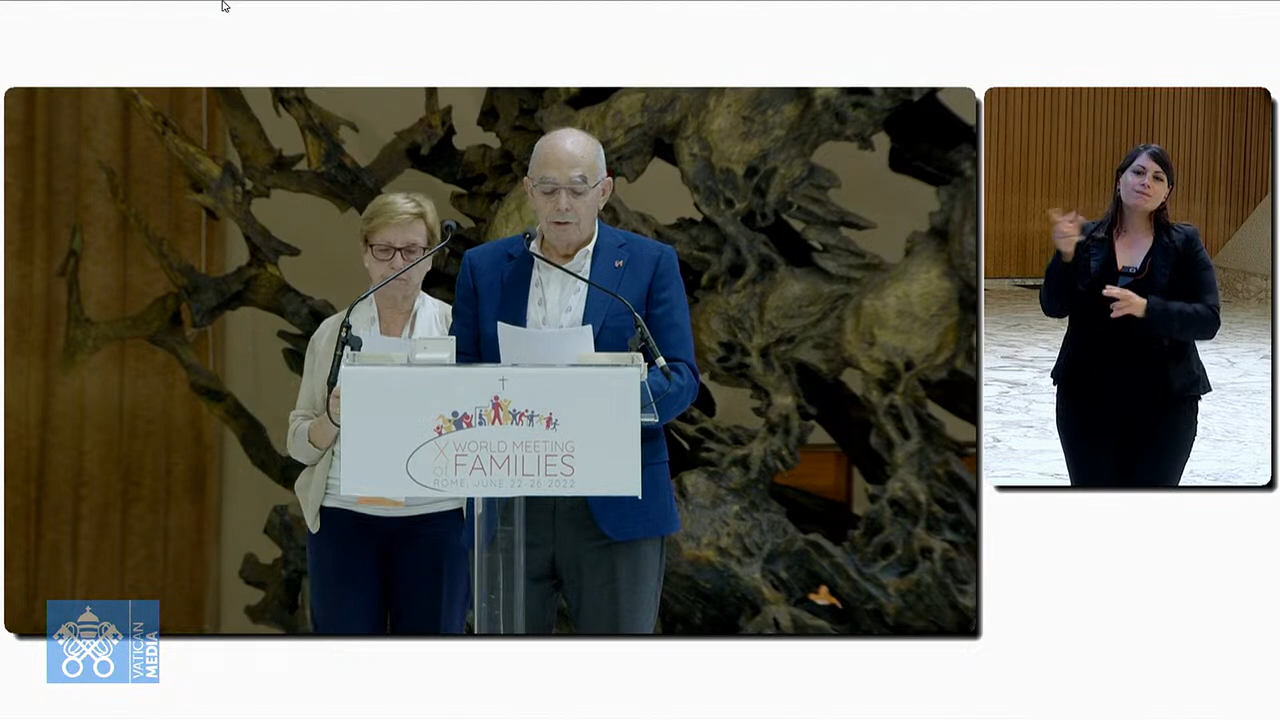 X WORLD MEETING
of FAMILIES
ROME, JUNE 22-26 2022
VATICAN
MEDIA